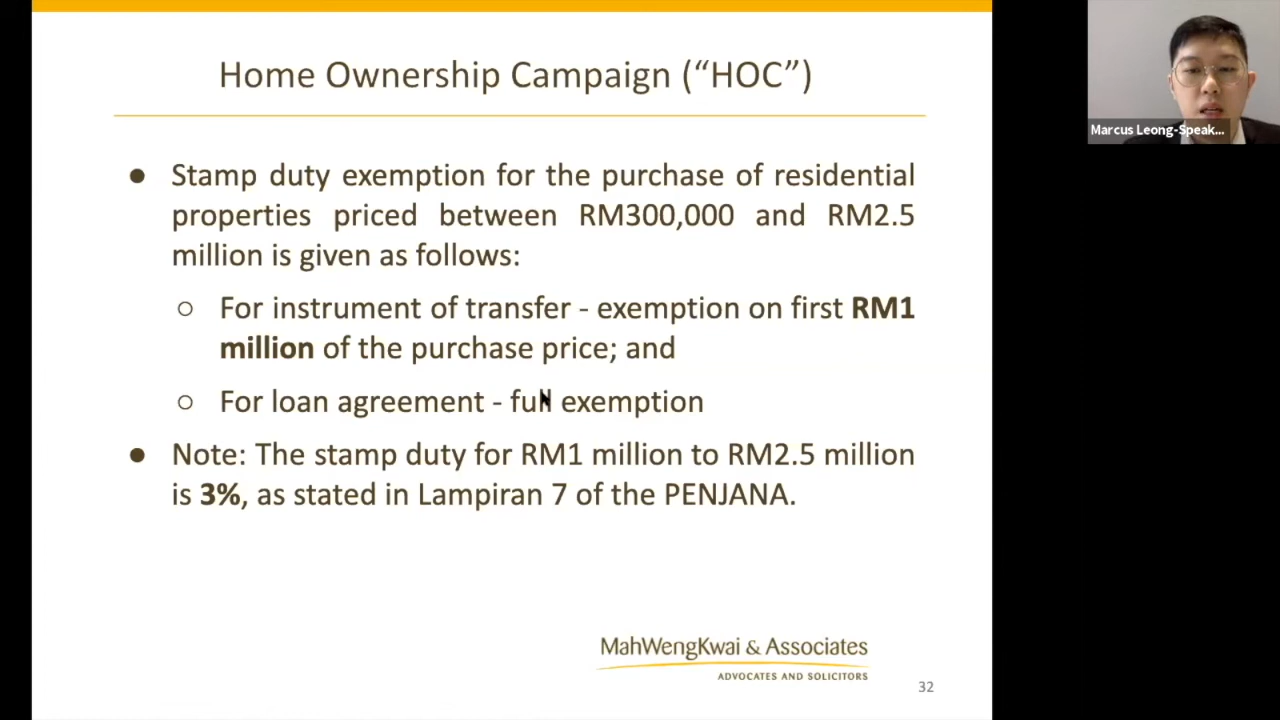 Home Ownership Campaign (“HOC”)
● Stamp duty exemption for the purchase of residential
properties priced between RM300,000 and RM2.5
million is given as follows:
○ For instrument of transfer - exemption on first RM1
million of the purchase price; and
○ For loan agreement - full exemption
● Note: The stamp duty for RM1 million to RM2.5 million
is 3%, as stated in Lampiran 7 of the PENJANA.
MahWengKwai & Associates
ADVOCATES AND SOLICITORS
32
Marcus Leong-Speak...